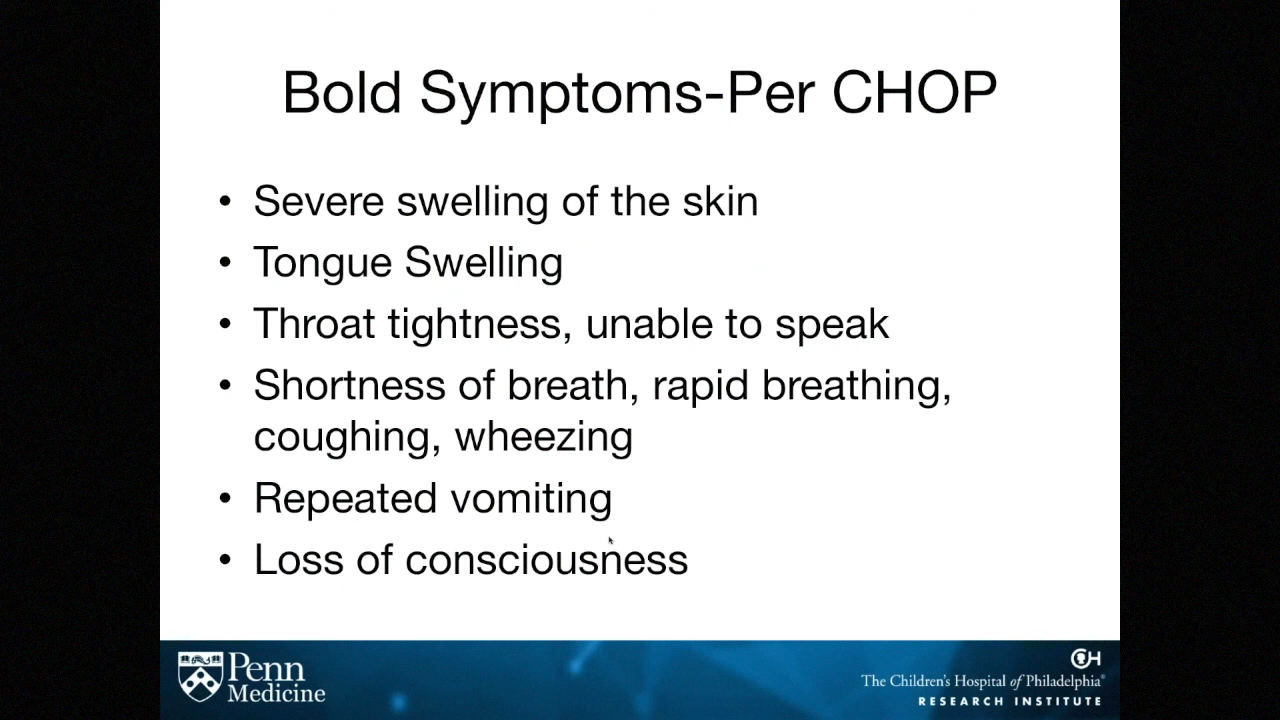 Bold Symptoms-Per CHOP
• Severe swelling of the skin
• Tongue Swelling
• Throat tightness, unable to speak
• Shortness of breath, rapid breathing,
coughing, wheezing
• Repeated vomiting
• Loss of consciousness
Penn
Medicine
CH
The Children's Hospital of Philadelphia®
RESEARCH INSTITUTE